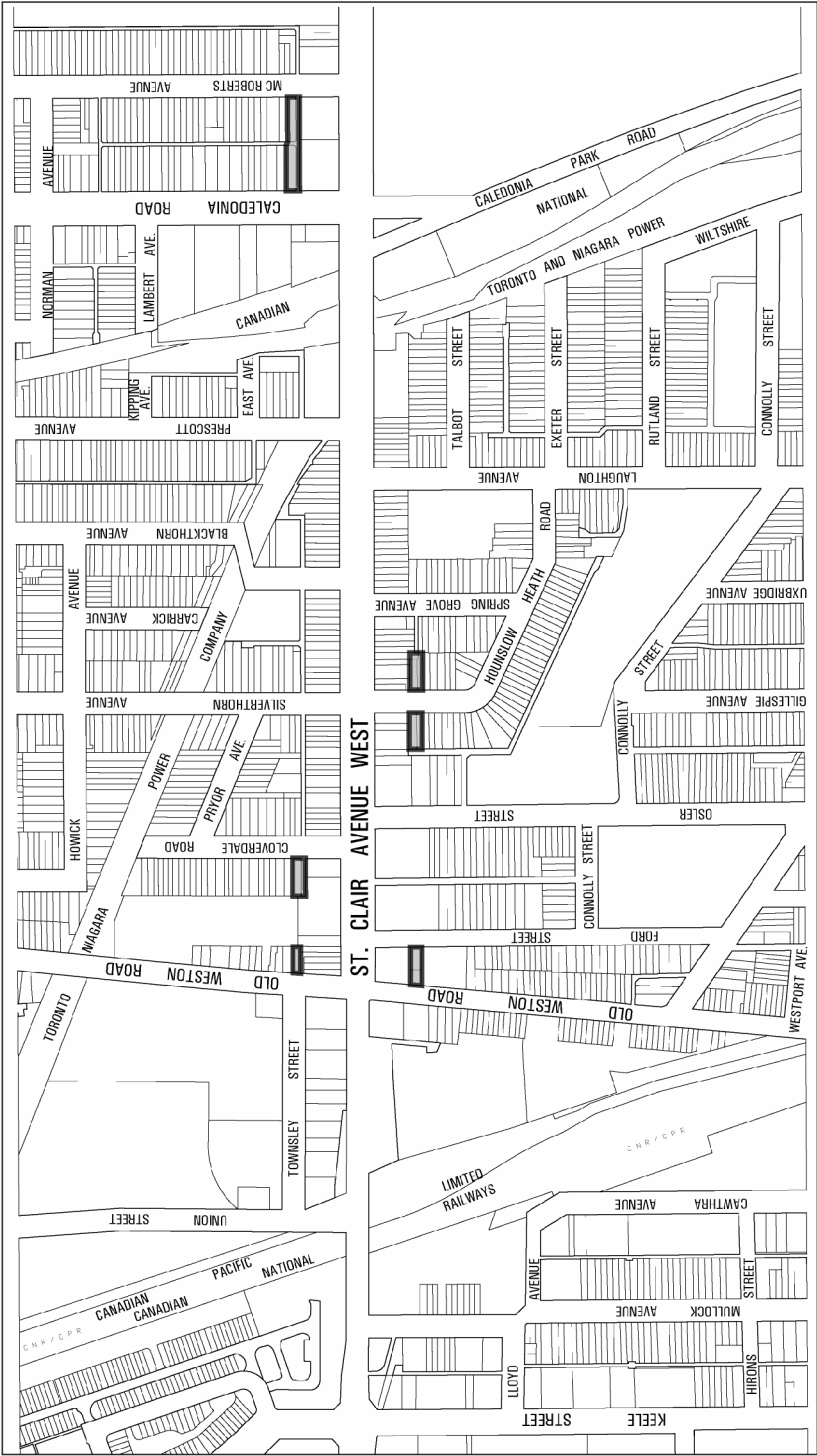 MC ROBERTS AVENUE
AVENUE
CALEDONIA ROAD
CALEDONIA PARK ROAD
NATIONAL
TORONTO AND NIAGARA POWER
WILTSHIRE
NORMAN
LAMBERT AVE.
CANADIAN
KIPPING AVE.
EAST AVE.
PRESCOTT AVENUE
TALBOT STREET
EXETER STREET
RUTLAND STREET
CONNOLLY STREET
LAUGHTON AVENUE
BLACKTHORN AVENUE
AVENUE
CARRICK AVENUE
COMPANY
ROAD
HEATH
HOUNSLOW
SPRING GROVE AVENUE
UXBRIDGE AVENUE
STREET
CONNOLLY
SILVERTHORN AVENUE
GILLESPIE AVENUE
POWER
PRYOR AVE.
ST. CLAIR AVENUE WEST
OSLER STREET
HOWICK
CLOVERDALE ROAD
CONNOLLY STREET
NIAGARA
FORD STREET
OLD WESTON ROAD
OLD WESTON ROAD
WESTPORT AVE.
TORONTO
TOWNSLEY STREET
CNR/CPR
LIMITED
RAILWAYS
UNION STREET
CAWTHRA AVENUE
CANADIAN PACIFIC
CANADIAN NATIONAL
CNR/CPR
AVENUE
STREET
MULLOCK AVENUE
LLOYD
HIRONS
KEELE STREET